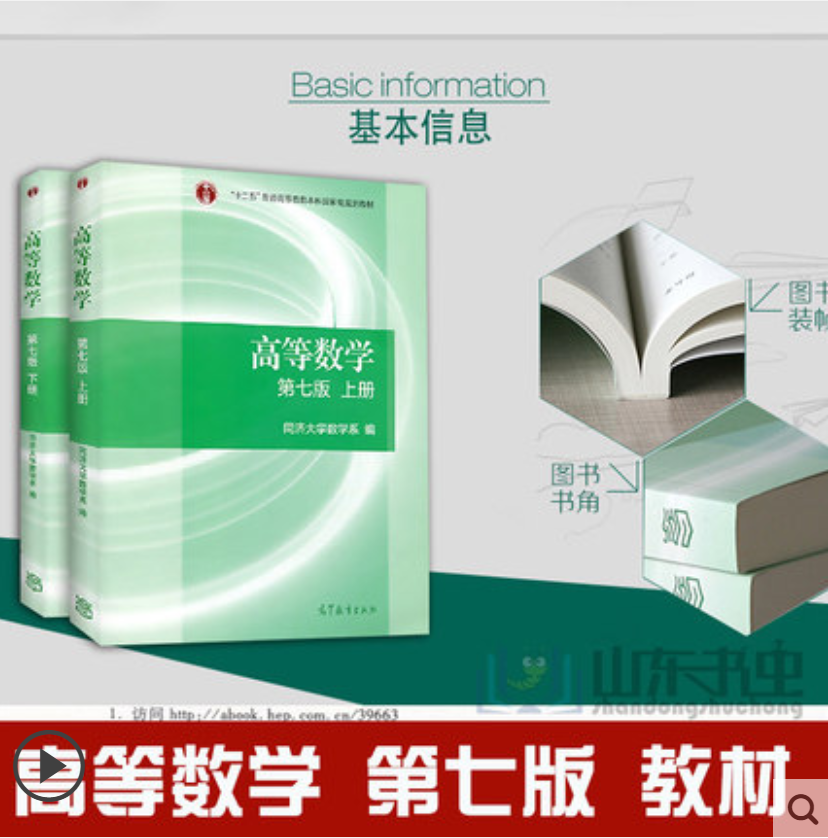 Basic information
基本信息
"十二五"普通高等教育本科国家级规划教材
高等数学
第七版 下册
同济大学数学系 编
高等数学
第七版 上册
同济大学数学系 编
高等数学
第七版 上册
同济大学数学系 编
高等教育出版社
图书
装帧
图书
书角
山东书虫
shandongshuchong
1. 访问 http://abook.hep.com.cn/39663
高等数学 第七版 教材